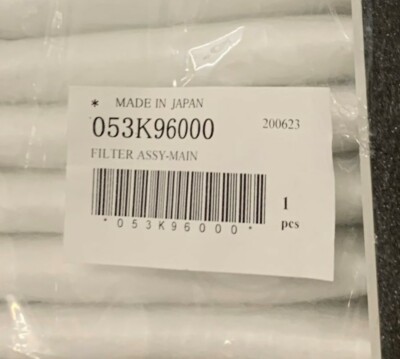 * MADE IN JAPAN
053K96000 200623
FILTER ASSY-MAIN
1
pcs
*053K96000*